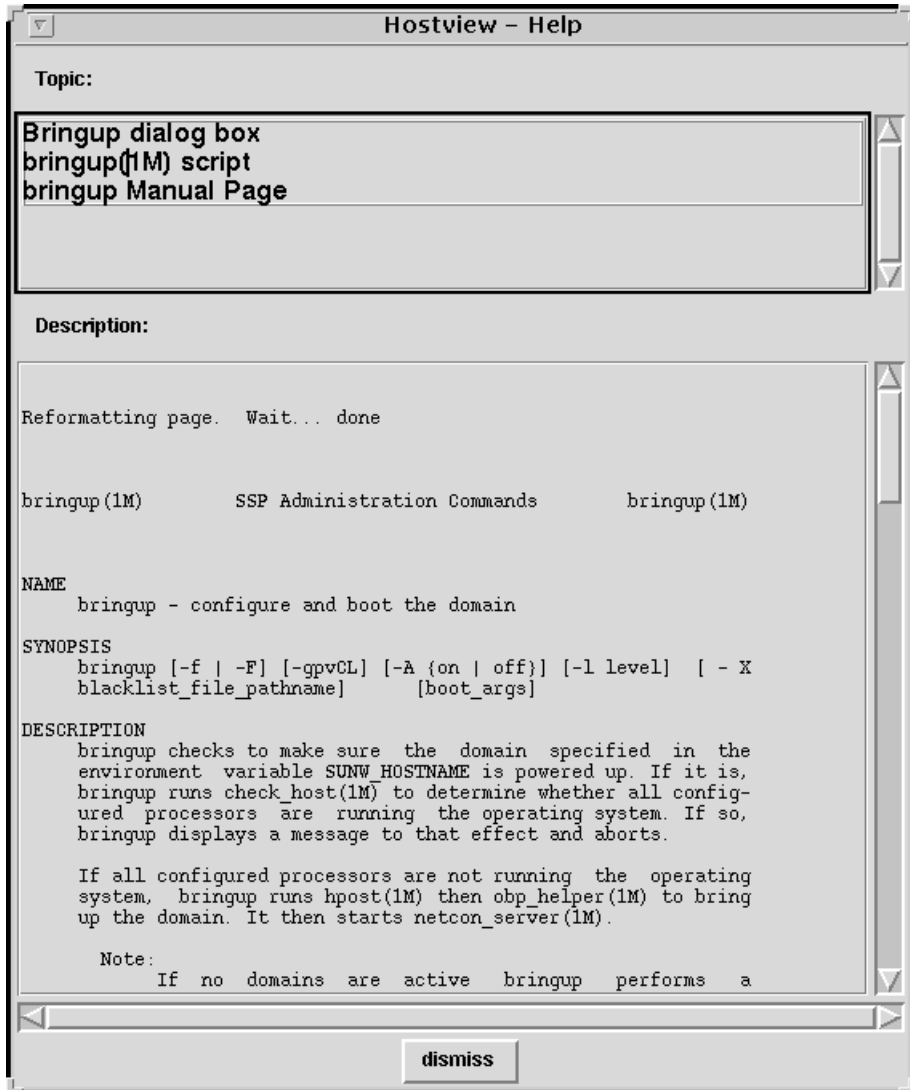 Hostview – Help
Topic:
Bringup dialog box
bringup(1M) script
bringup Manual Page
Description:
Reformatting page.  Wait... done
bringup(1M)          SSP Administration Commands          bringup(1M)
NAME
bringup - configure and boot the domain
SYNOPSIS
bringup [-f | -F] [-qpvCL] [-A {on | off}] [-l level]  [ - X
blacklist_file_pathname]       [boot_args]
DESCRIPTION
bringup checks to make sure  the  domain  specified  in  the
environment  variable SUNW_HOSTNAME is powered up. If it is,
bringup runs check_host(1M) to determine whether all config-
ured  processors  are  running  the operating system. If so,
bringup displays a message to that effect and aborts.
If all configured processors are not running  the  operating
system,  bringup runs hpost(1M) then obp_helper(1M) to bring
up the domain. It then starts netcon_server(1M).
Note:
If  no  domains  are  active  bringup  performs  a
dismiss